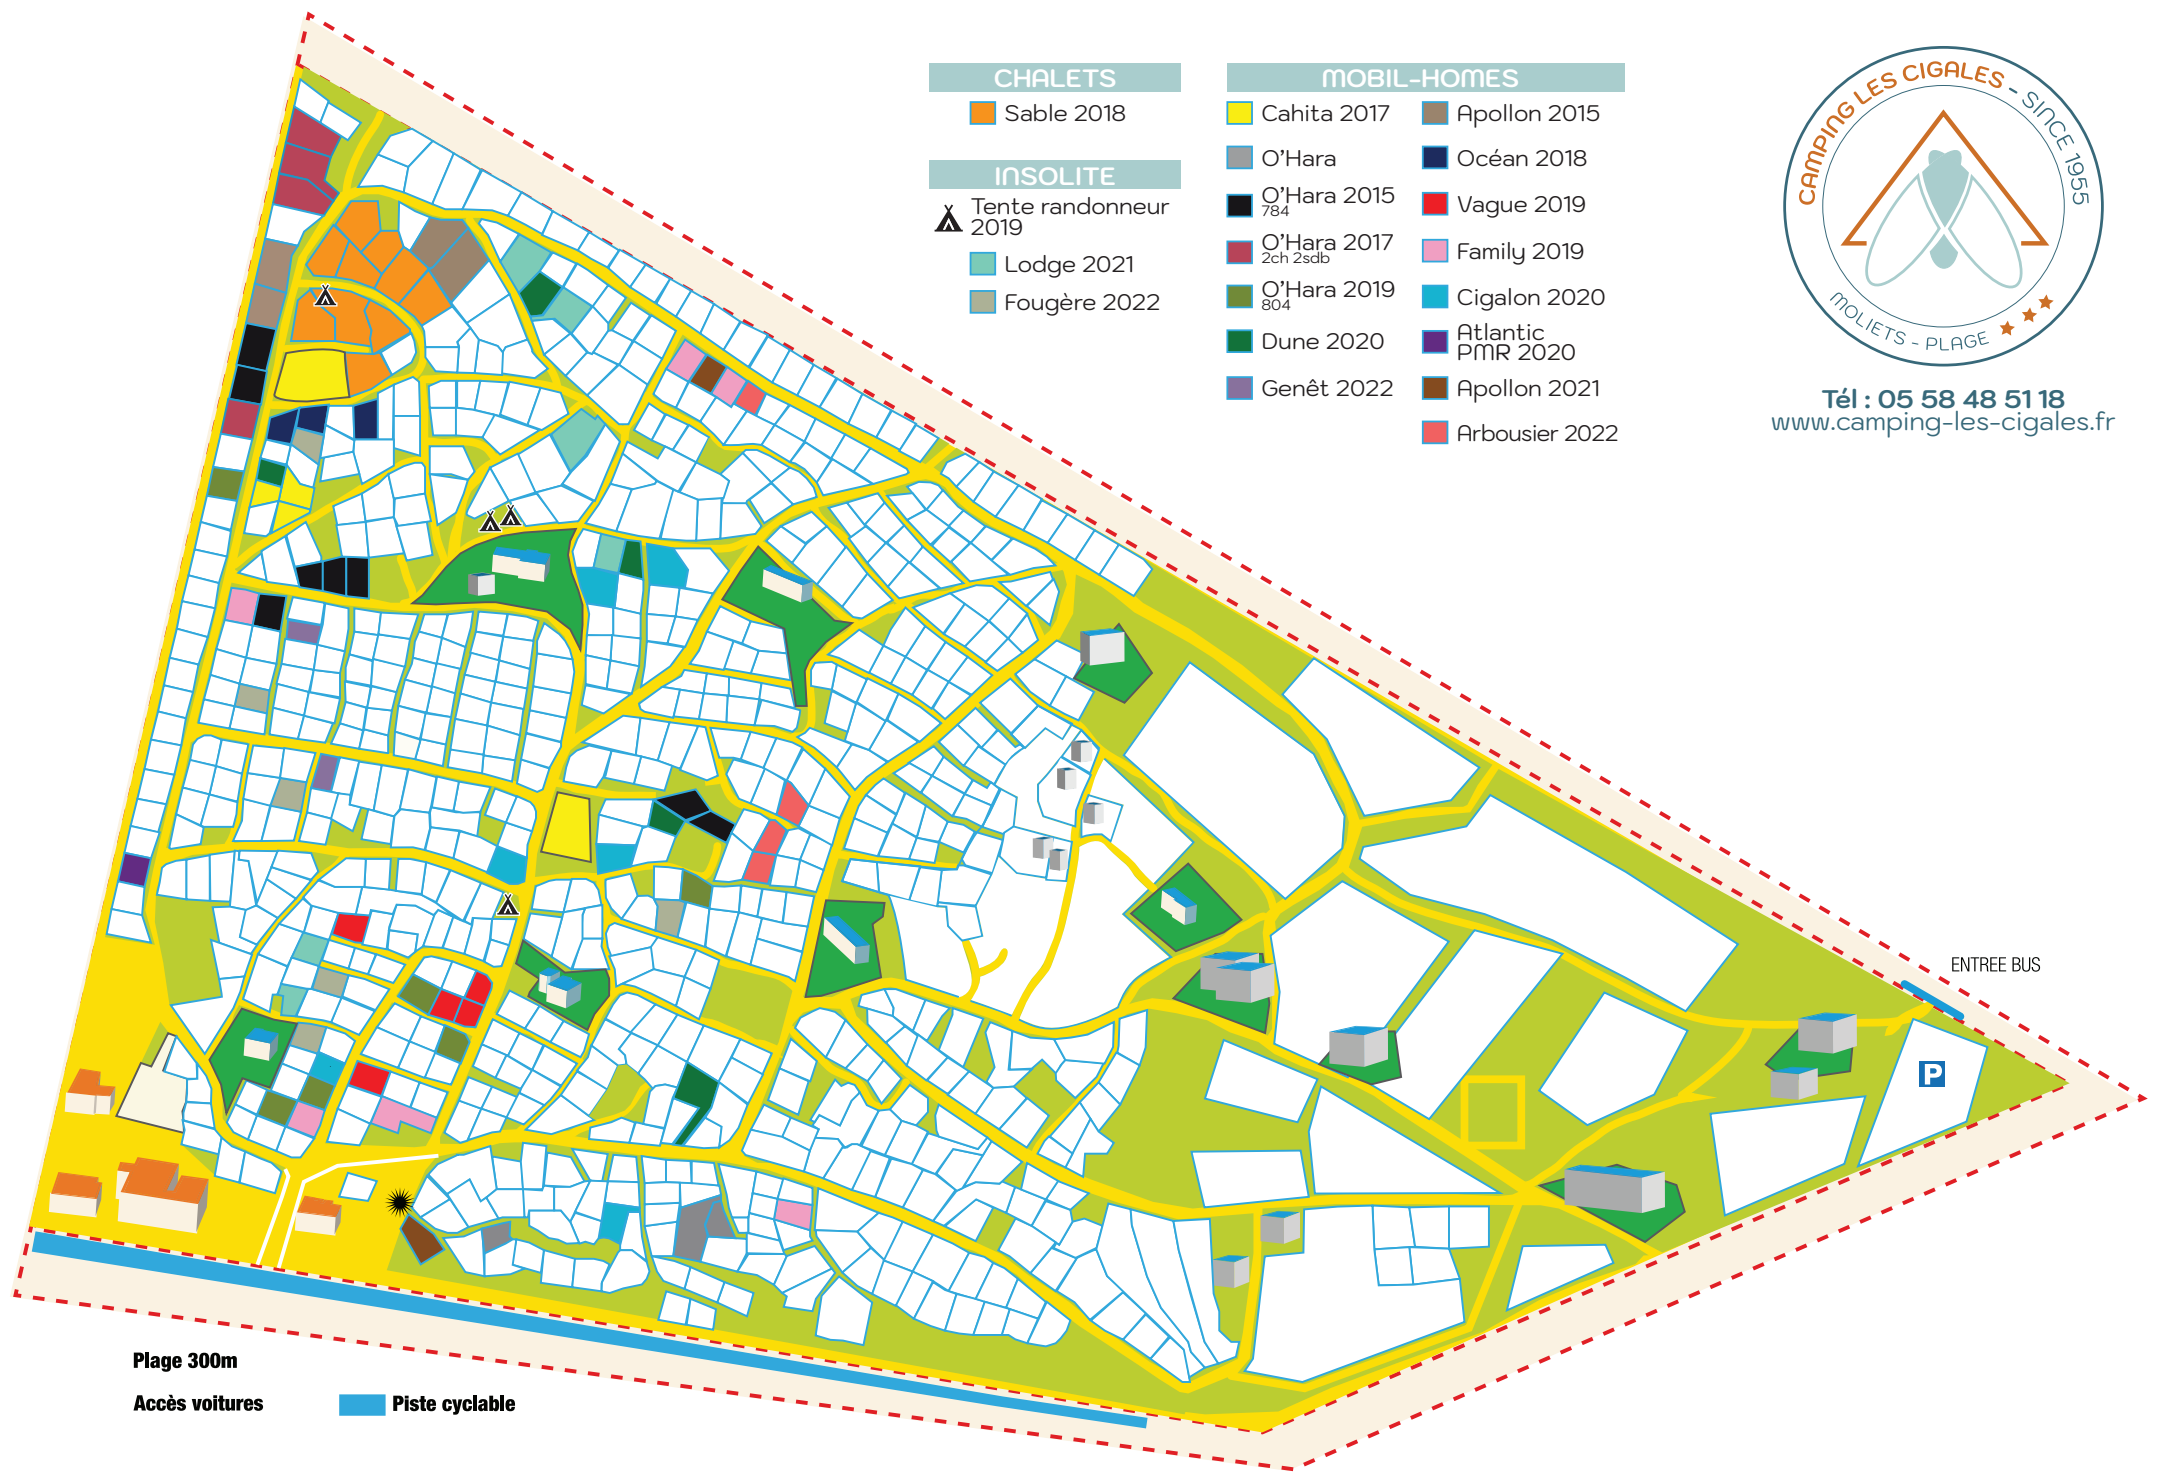 CHALETS
Sable 2018
INSOLITE
Tente randonneur
2019
Lodge 2021
Fougère 2022
MOBIL-HOMES
Cahita 2017
O'Hara
O'Hara 2015
784
O'Hara 2017
2ch 2sdb
O'Hara 2019
804
Dune 2020
Genêt 2022
Apollon 2015
Océan 2018
Vague 2019
Family 2019
Cigalon 2020
Atlantic
PMR 2020
Apollon 2021
Arbousier 2022
CAMPING LES CIGALES - SINCE 1955
MOLIETS - PLAGE
Tél : 05 58 48 51 18
www.camping-les-cigales.fr
ENTREE BUS
P
Plage 300m
Accès voitures
Piste cyclable